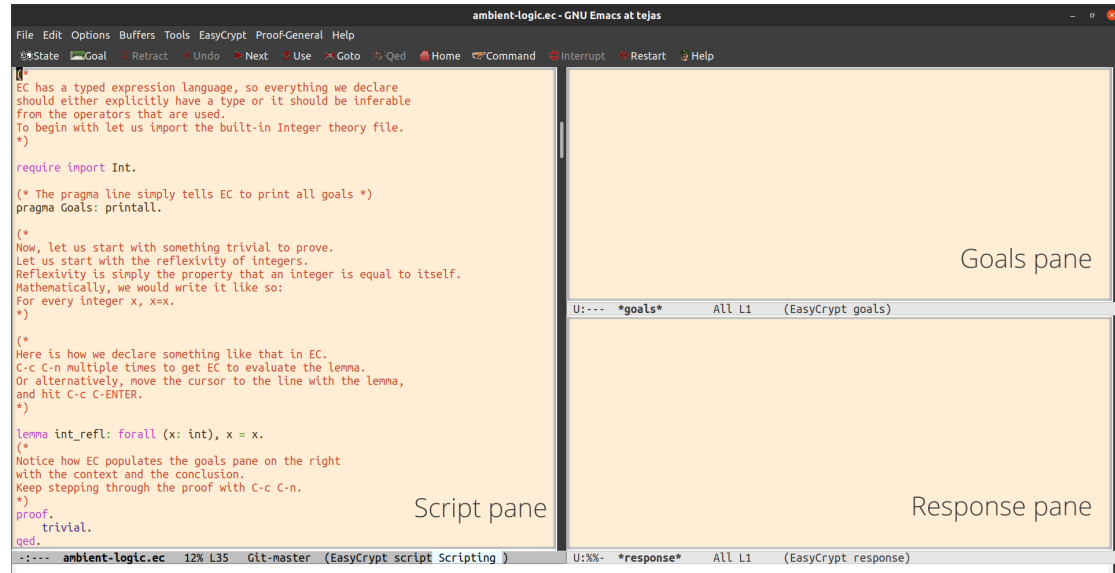 ambient-logic.ec - GNU Emacs at tejas
File Edit Options Buffers Tools EasyCrypt Proof-General Help
State Goal Retract Undo Next Use Goto Qed Home Command Interrupt Restart Help
(*
EC has a typed expression language, so everything we declare
should either explicitly have a type or it should be inferable
from the operators that are used.
To begin with let us import the built-in Integer theory file.
*)
require import Int.
(* The pragma line simply tells EC to print all goals *)
pragma Goals: printall.
(*
Now, let us start with something trivial to prove.
Let us start with the reflexivity of integers.
Reflexivity is simply the property that an integer is equal to itself.
Mathematically, we would write it like so:
For every integer x, x=x.
*)
(*
Here is how we declare something like that in EC.
C-c C-n multiple times to get EC to evaluate the lemma.
Or alternatively, move the cursor to the line with the lemma,
and hit C-c C-ENTER.
*)
lemma int_refl: forall (x: int), x = x.
(*
Notice how EC populates the goals pane on the right
with the context and the conclusion.
Keep stepping through the proof with C-c C-n.
*)
proof.
trivial.
qed.
Script pane
-:--- ambient-logic.ec 12% L35 Git-master (EasyCrypt script Scripting )
Goals pane
U:--- *goals* All L1 (EasyCrypt goals)
Response pane
U:%%- *response* All L1 (EasyCrypt response)